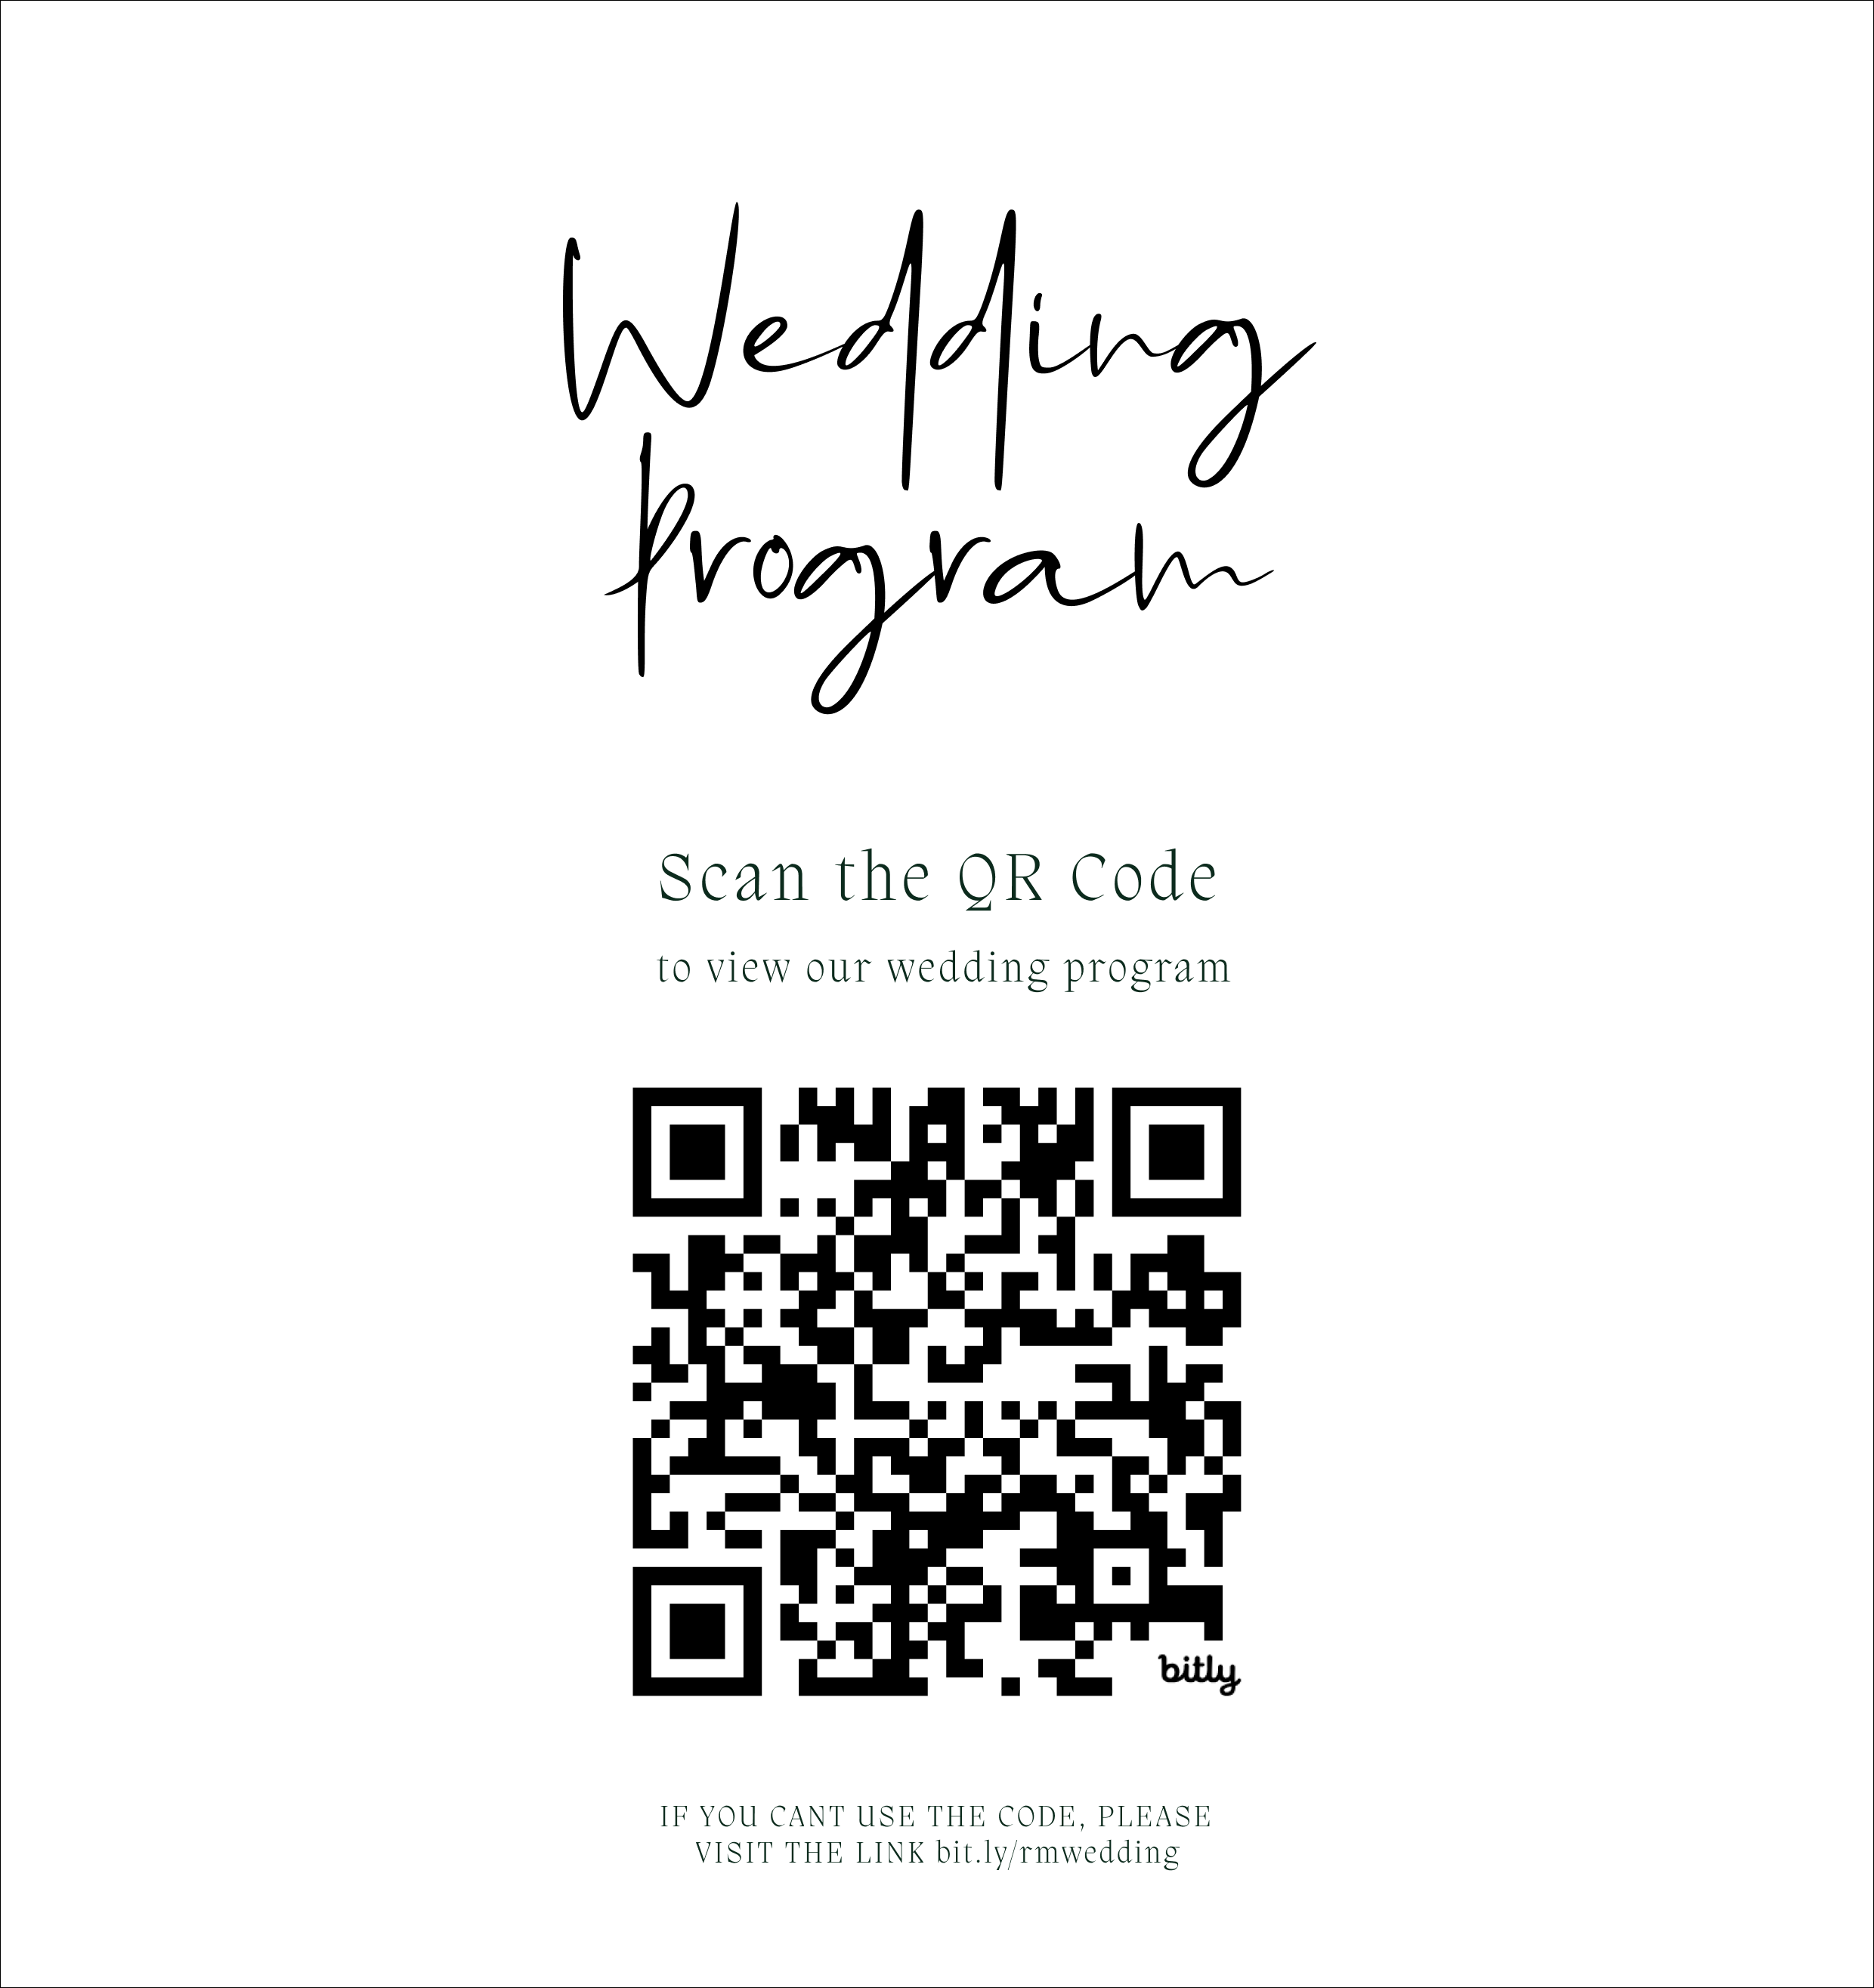 Wedding
Program
Scan the QR Code
to view our wedding program
bitly
IF YOU CANT USE THE CODE, PLEASE
VISIT THE LINK bit.ly/rmwedding